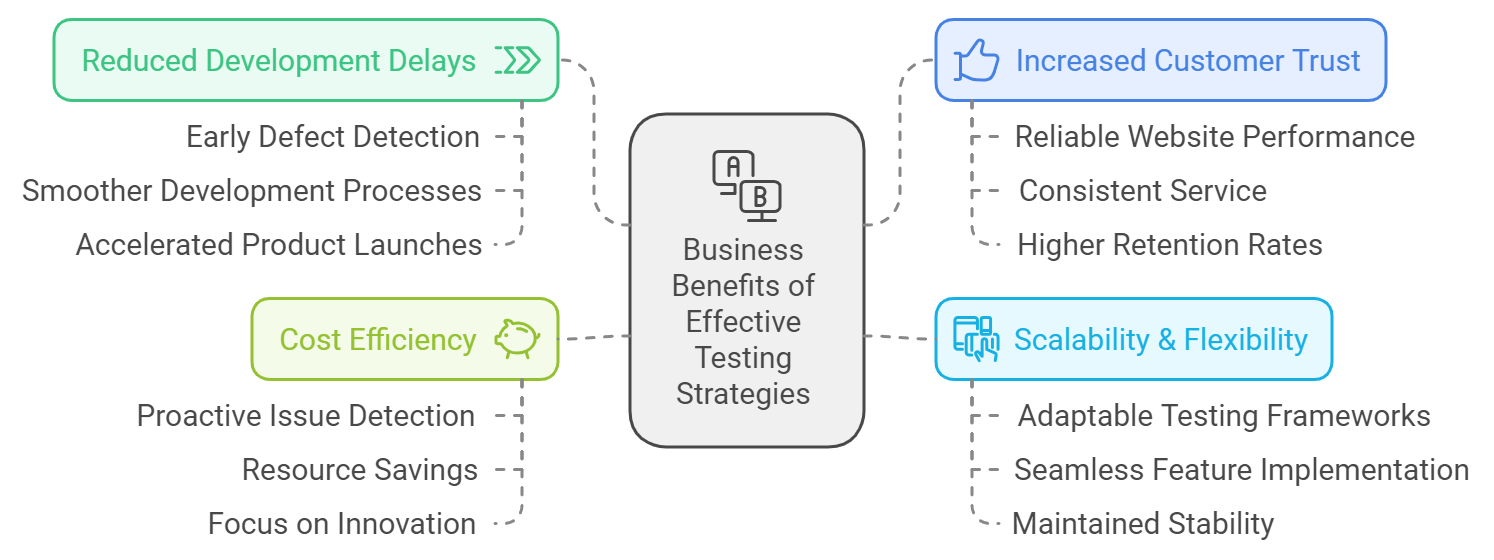 Reduced Development Delays
Early Defect Detection
Smoother Development Processes
Accelerated Product Launches
Cost Efficiency
Proactive Issue Detection
Resource Savings
Focus on Innovation
A
B
Business
Benefits of
Effective
Testing
Strategies
Increased Customer Trust
Reliable Website Performance
Consistent Service
Higher Retention Rates
Scalability & Flexibility
Adaptable Testing Frameworks
Seamless Feature Implementation
Maintained Stability